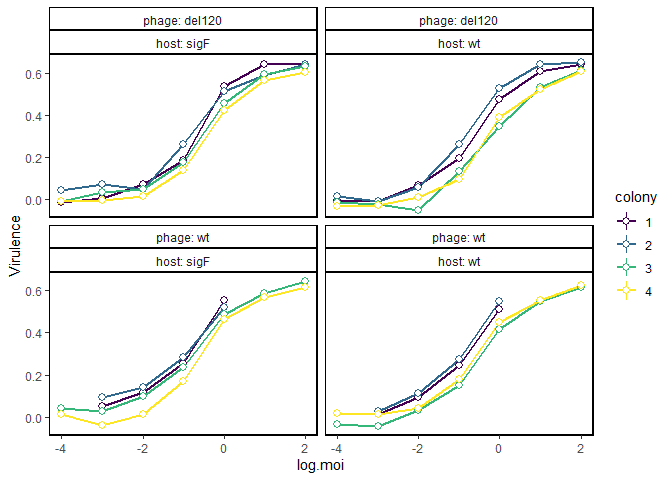 phage: del120
phage: del120
host: sigF
host: wt
0.6
0.4
0.2
0.0
phage: wt
phage: wt
host: sigF
host: wt
0.6
0.4
0.2
0.0
-4
-2
0
2
-4
-2
0
2
log.moi
Virulence
colony
1
2
3
4